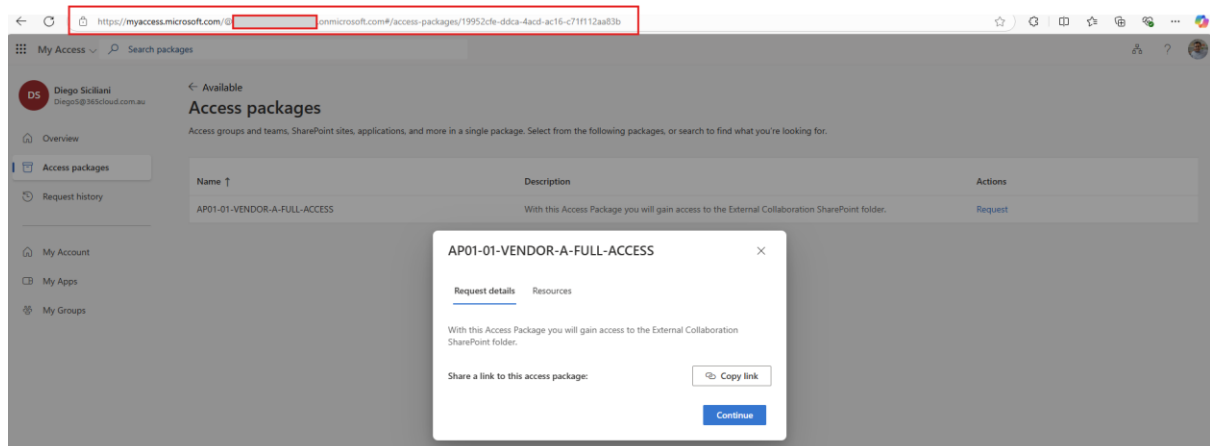 https://myaccess.microsoft.com/@ .onmicrosoft.com#/access-packages/19952cfe-ddca-4acd-ac16-c71f112aa83b
My Access
Search packages
?
DS
Diego Siciliani
DiegoS@365cloud.com.au
Overview
Access packages
Request history
My Account
My Apps
My Groups
← Available
Access packages
Access groups and teams, SharePoint sites, applications, and more in a single package. Select from the following packages, or search to find what you're looking for.
Name ↑ Description Actions
AP01-01-VENDOR-A-FULL-ACCESS With this Access Package you will gain access to the External Collaboration SharePoint folder. Request
AP01-01-VENDOR-A-FULL-ACCESS
Request details Resources
With this Access Package you will gain access to the External Collaboration
SharePoint folder.
Share a link to this access package: Copy link
Continue